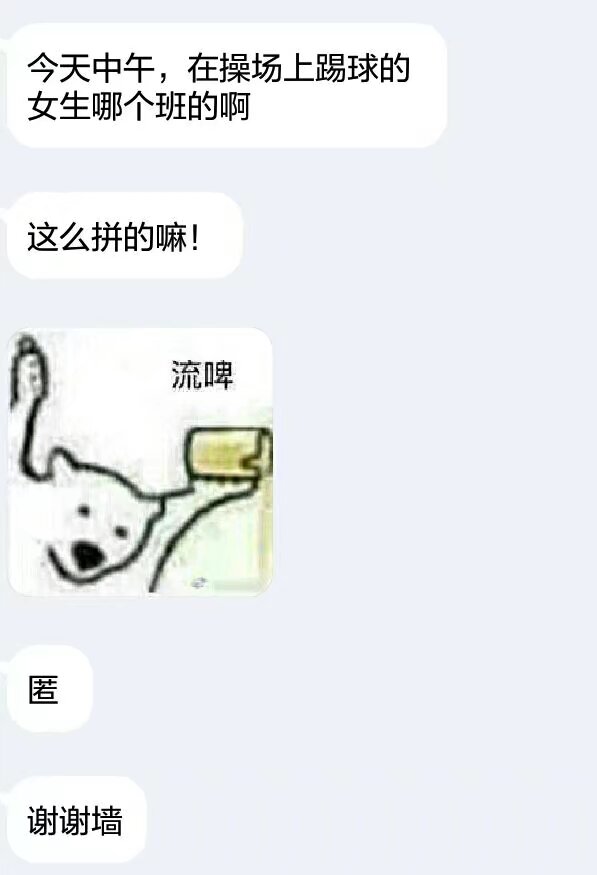 今天中午，在操场上踢球的
女生哪个班的啊
这么拼的嘛！
流啤
匿
谢谢墙